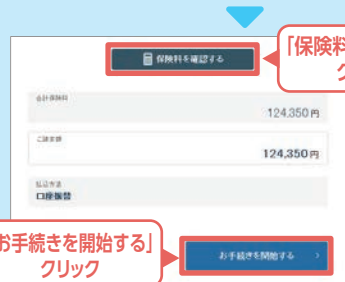 保険料を確認する
「保険料
ク
合計保険料
124,350円
ご請求額
124,350円
払込方法
口座振替
お手続きを開始する」
クリック
お手続きを開始する